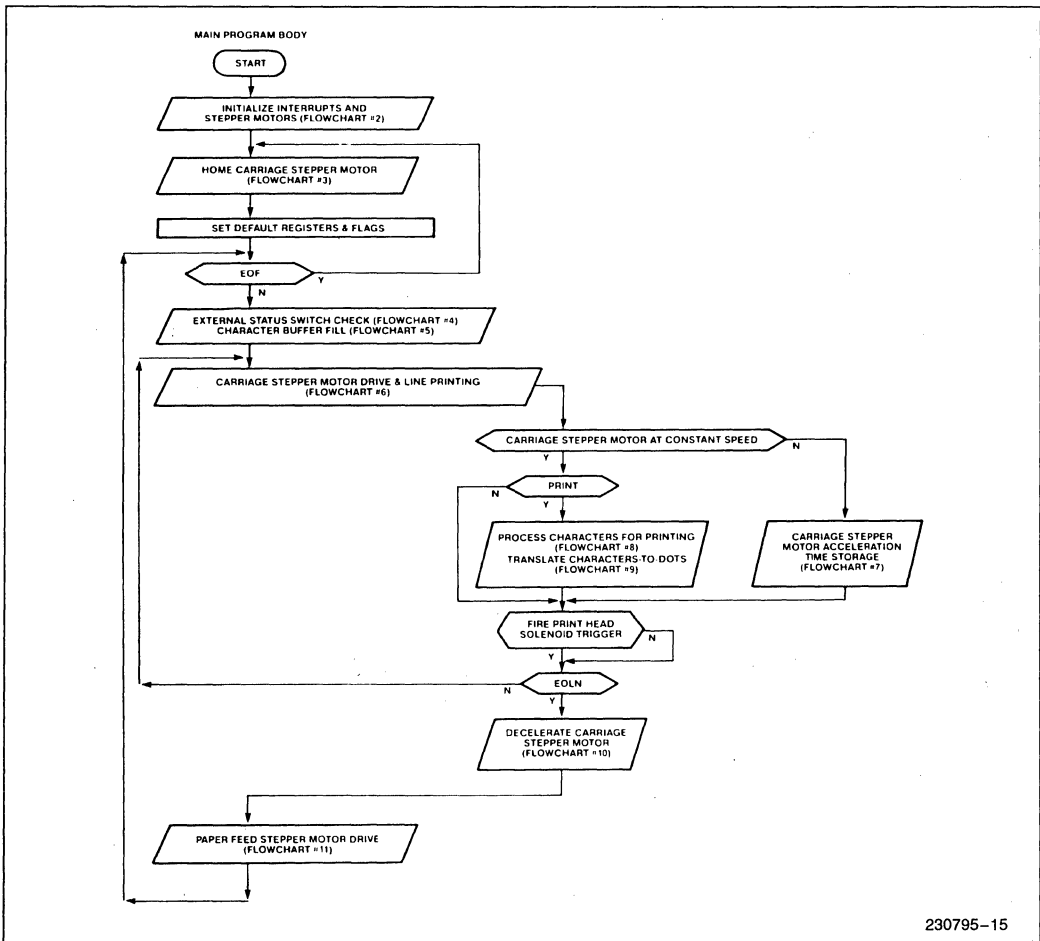 MAIN PROGRAM BODY
START
INITIALIZE INTERRUPTS AND
STEPPER MOTORS (FLOWCHART #2)
HOME CARRIAGE STEPPER MOTOR
(FLOWCHART #3)
SET DEFAULT REGISTERS & FLAGS
EOF
Y
N
EXTERNAL STATUS SWITCH CHECK (FLOWCHART #4)
CHARACTER BUFFER FILL (FLOWCHART #5)
CARRIAGE STEPPER MOTOR DRIVE & LINE PRINTING
(FLOWCHART #6)
CARRIAGE STEPPER MOTOR AT CONSTANT SPEED
N
Y
PRINT
N
Y
PROCESS CHARACTERS FOR PRINTING
(FLOWCHART #8)
TRANSLATE CHARACTERS-TO-DOTS
(FLOWCHART #9)
CARRIAGE STEPPER
MOTOR ACCELERATION
TIME STORAGE
(FLOWCHART #7)
FIRE PRINT HEAD
SOLENOID TRIGGER
N
Y
EOLN
N
Y
DECELERATE CARRIAGE
STEPPER MOTOR
(FLOWCHART #10)
PAPER FEED STEPPER MOTOR DRIVE
(FLOWCHART #11)
230795-15